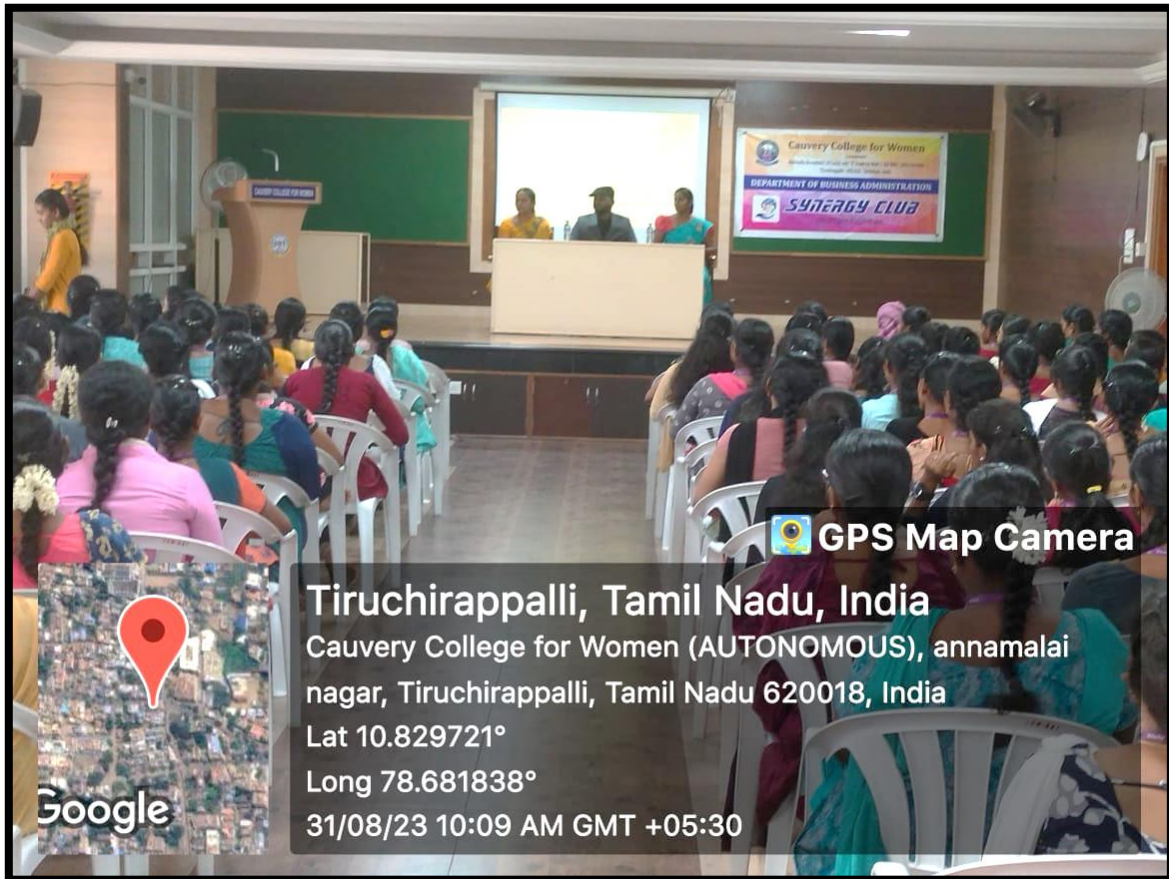 Cauvery College for Women
DEPARTMENT OF BUSINESS ADMINISTRATION
SYNERGY CLUB
CAUVERY COLLEGE FOR WOMEN
GPS Map Camera
Tiruchirappalli, Tamil Nadu, India
Cauvery College for Women (AUTONOMOUS), annamalai
nagar, Tiruchirappalli, Tamil Nadu 620018, India
Lat 10.829721°
Long 78.681838°
31/08/23 10:09 AM GMT +05:30
Google